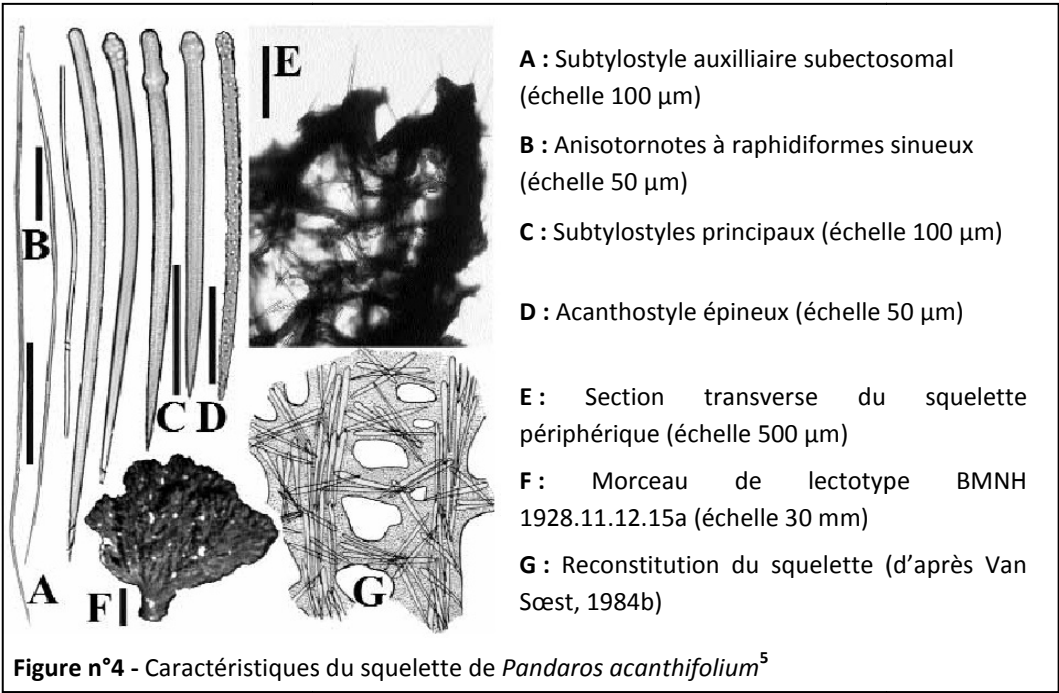 A : Subtylostyle auxilliaire subectosomal
(échelle 100 µm)
B : Anisotornotes à raphidiformes sinueux
(échelle 50 µm)
C : Subtylostyles principaux (échelle 100 µm)
D : Acanthostyle épineux (échelle 50 µm)
E : Section transverse du squelette
périphérique (échelle 500 µm)
F : Morceau de lectotype BMNH
1928.11.12.15a (échelle 30 mm)
G : Reconstitution du squelette (d'après Van
Sœst, 1984b)
E
B
C
D
A
F
G
Figure n°4 - Caractéristiques du squelette de Pandaros acanthifolium⁵